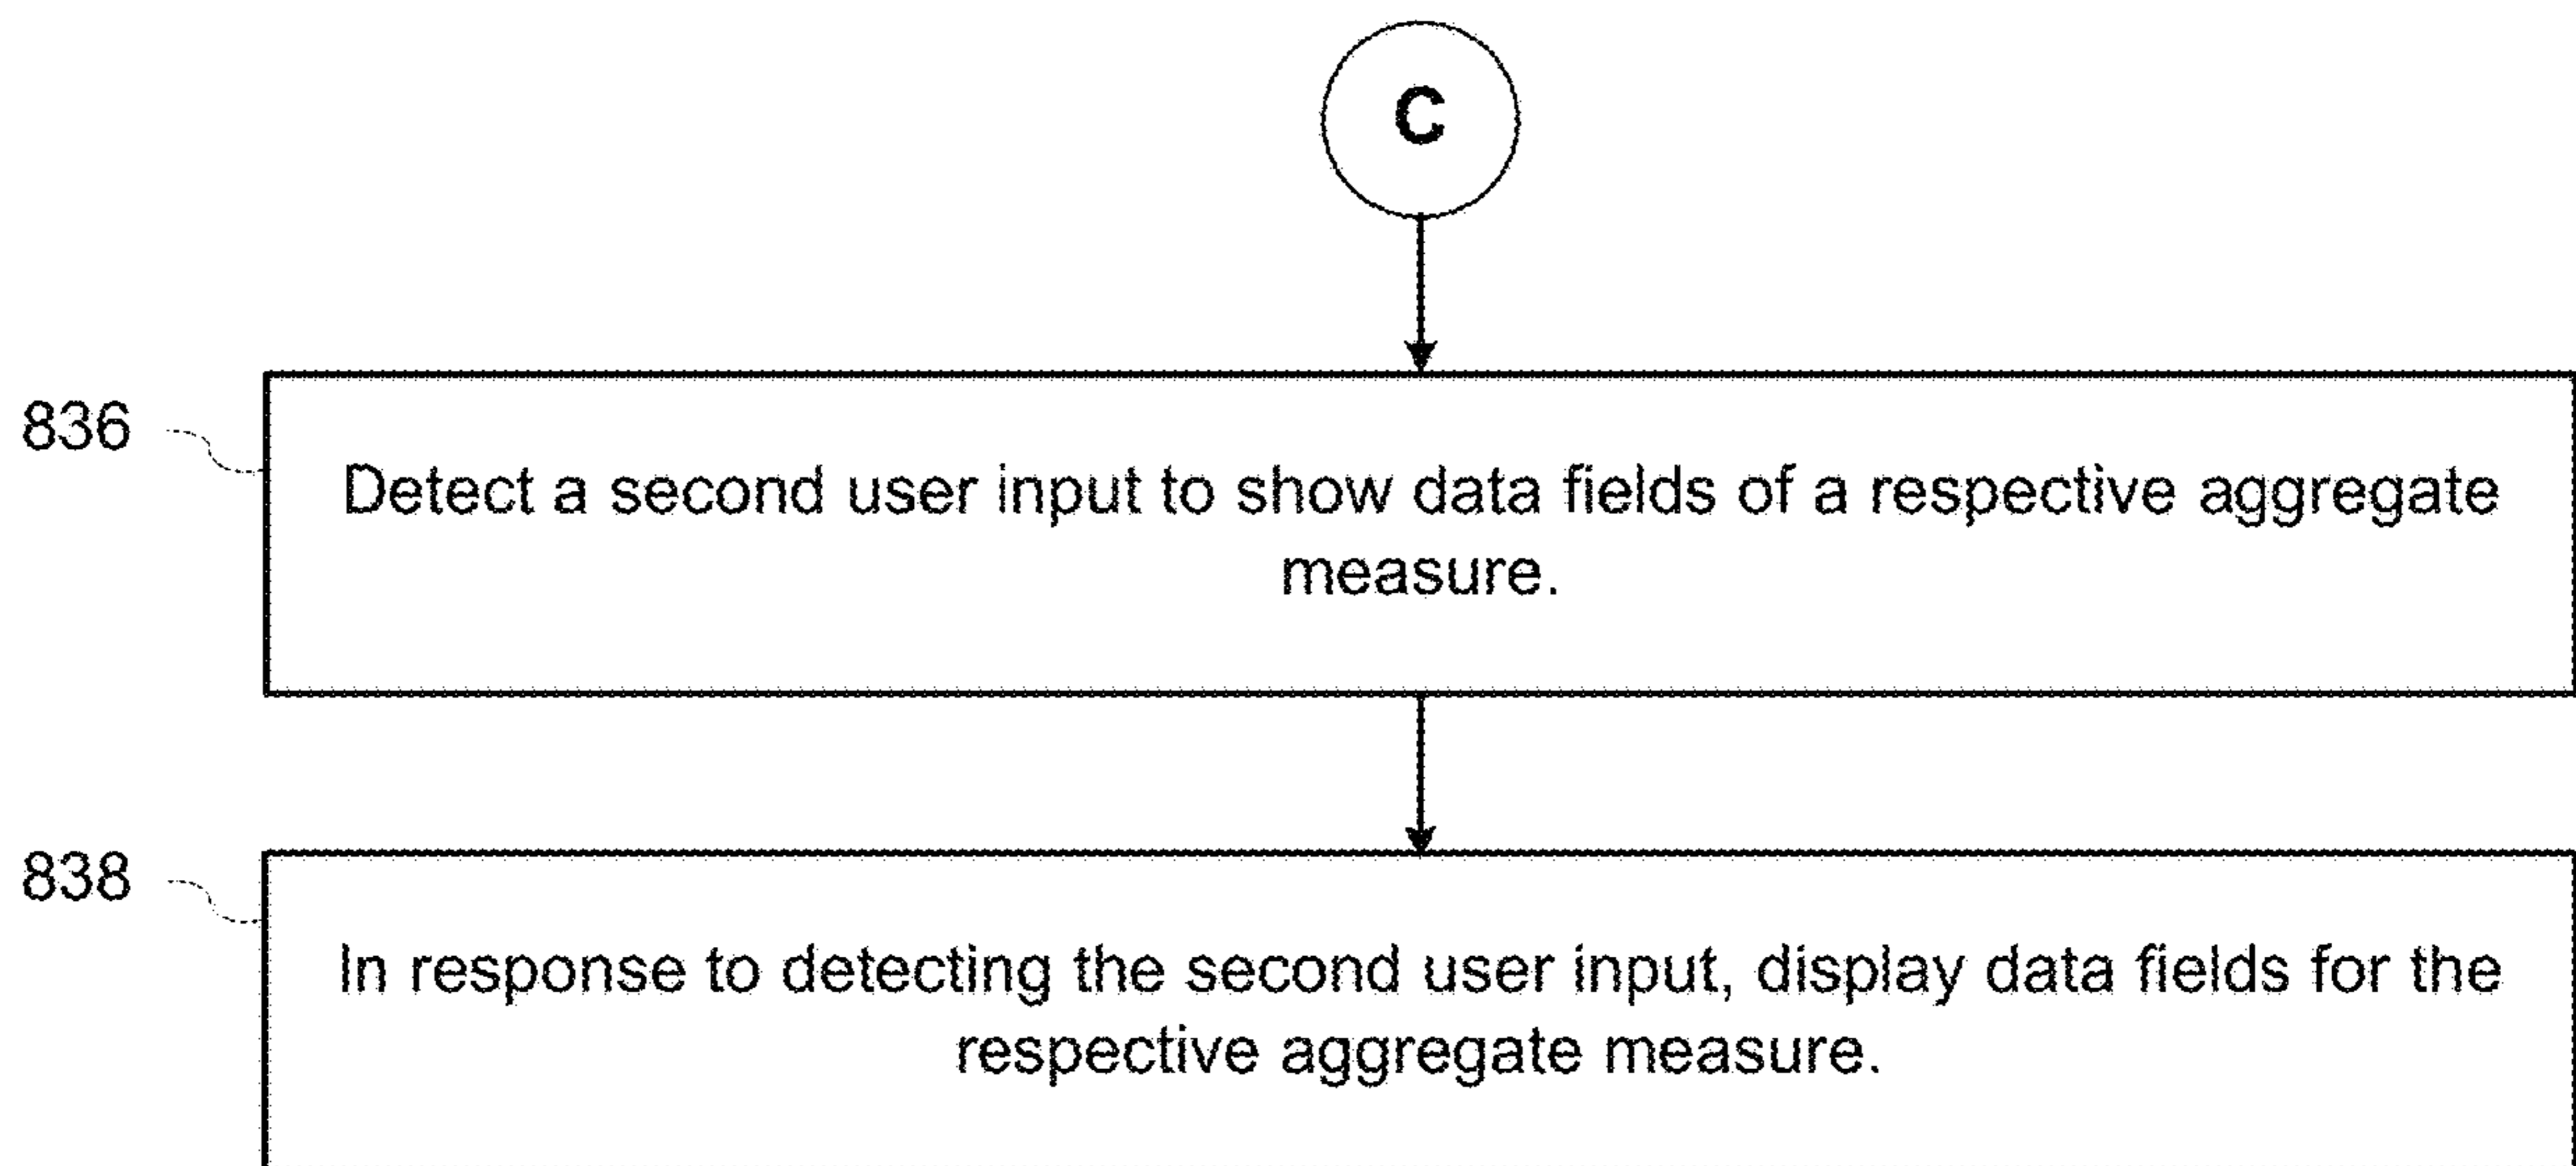 C
836
Detect a second user input to show data fields of a respective aggregate
measure.
838
In response to detecting the second user input, display data fields for the
respective aggregate measure.